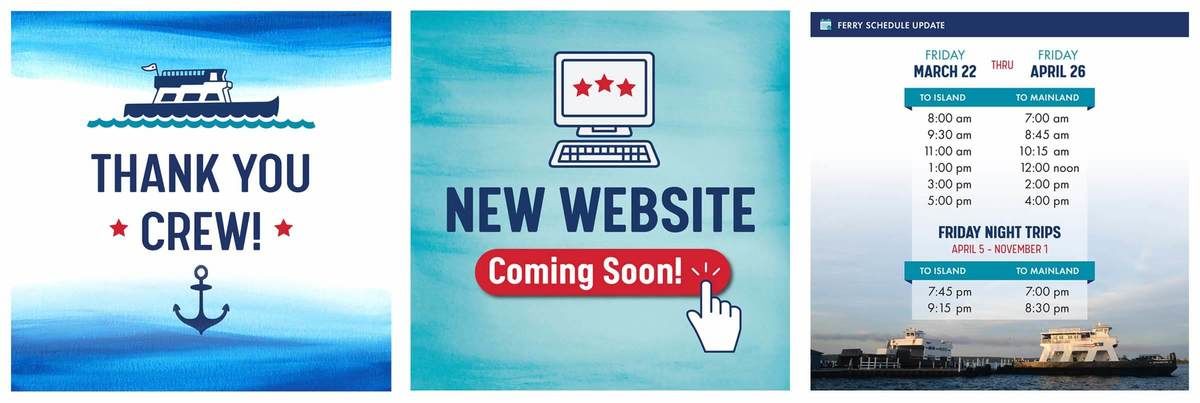 THANK YOU
CREW!
NEW WEBSITE
Coming Soon!
FERRY SCHEDULE UPDATE
FRIDAY MARCH 22 THRU FRIDAY APRIL 26
TO ISLAND TO MAINLAND
8:00 am 7:00 am
9:30 am 8:45 am
11:00 am 10:15 am
1:00 pm 12:00 noon
3:00 pm 2:00 pm
5:00 pm 4:00 pm
FRIDAY NIGHT TRIPS
APRIL 5 - NOVEMBER 1
TO ISLAND TO MAINLAND
7:45 pm 7:00 pm
9:15 pm 8:30 pm